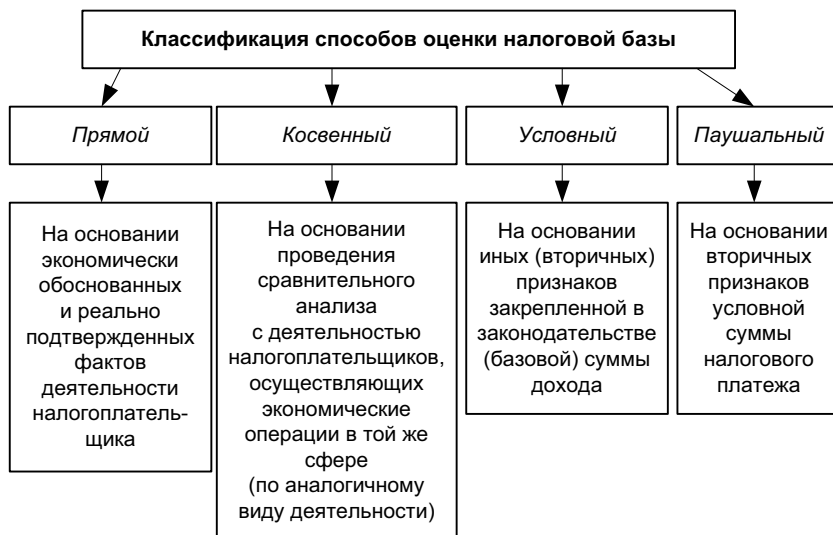 Классификация способов оценки налоговой базы
Прямой
Косвенный
Условный
Паушальный
На основании
экономически
обоснованных
и реально
подтвержденных
фактов
деятельности
налогоплатель-
щика
На основании
проведения
сравнительного
анализа
с деятельностью
налогоплательщиков,
осуществляющих
экономические
операции в той же
сфере
(по аналогичному
виду деятельности)
На основании
иных (вторичных)
признаков
закрепленной в
законодательстве
(базовой) суммы
дохода
На основании
вторичных
признаков
условной
суммы
налогового
платежа